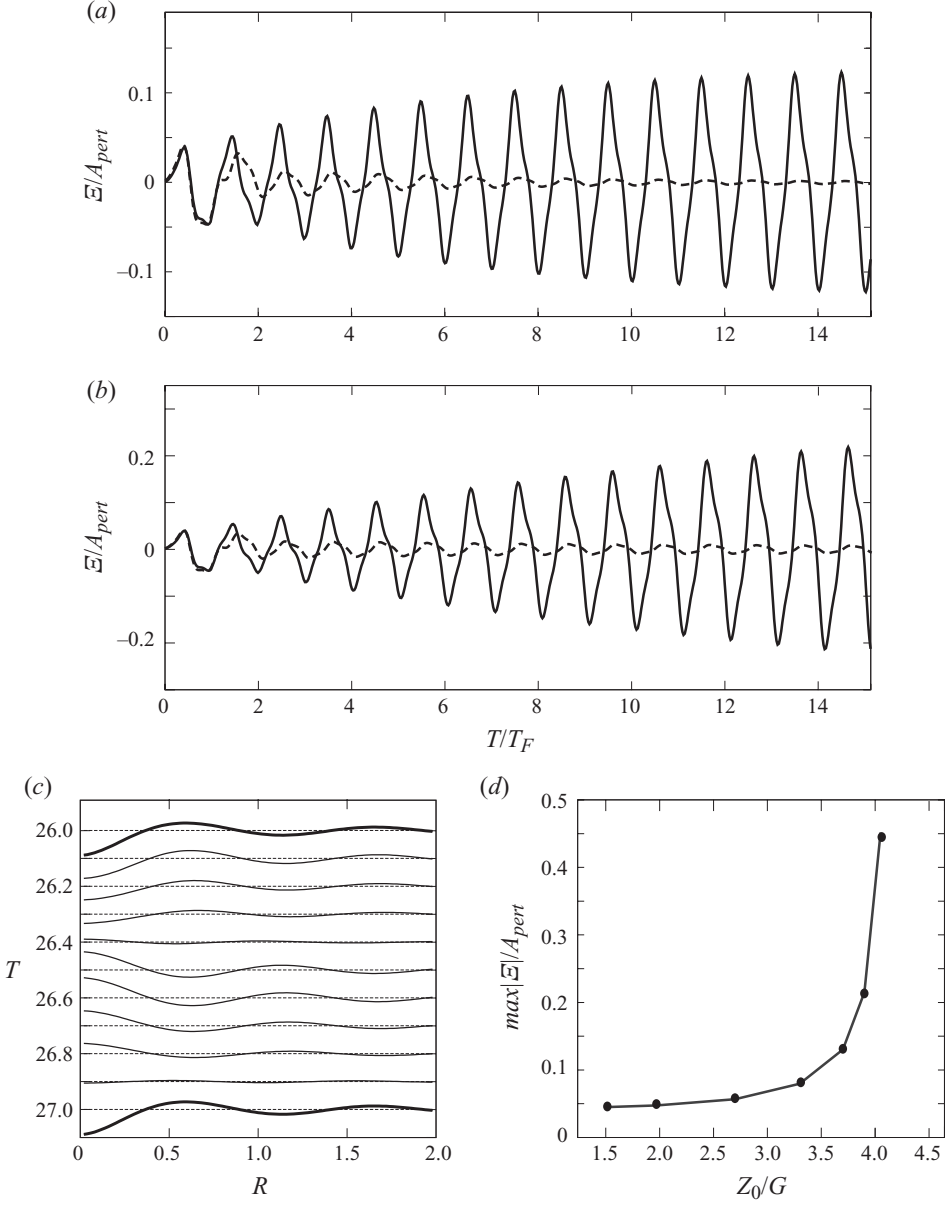 (a)
0.1
0
–0.1
Ξ/A_pert
0 2 4 6 8 10 12 14
(b)
0.2
0
–0.2
Ξ/A_pert
0 2 4 6 8 10 12 14
T/T_F
(c)
26.0
26.2
26.4
26.6
26.8
27.0
T
0 0.5 1.0 1.5 2.0
R
(d)
0.5
0.4
0.3
0.2
0.1
0
max|Ξ|/A_pert
1.5 2.0 2.5 3.0 3.5 4.0 4.5
Z_0/G